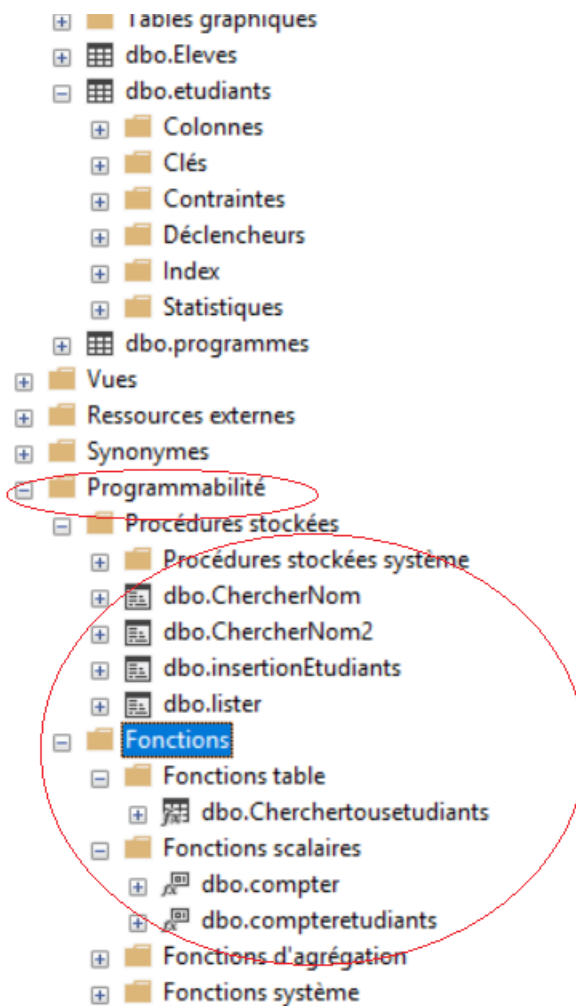 Tables graphiques
dbo.Eleves
dbo.etudiants
Colonnes
Clés
Contraintes
Déclencheurs
Index
Statistiques
dbo.programmes
Vues
Ressources externes
Synonymes
Programmabilité
Procédures stockées
Procédures stockées système
dbo.ChercherNom
dbo.ChercherNom2
dbo.insertionEtudiants
dbo.lister
Fonctions
Fonctions table
dbo.Cherchertousetudiants
Fonctions scalaires
dbo.compter
dbo.compteretudiants
Fonctions d'agrégation
Fonctions système